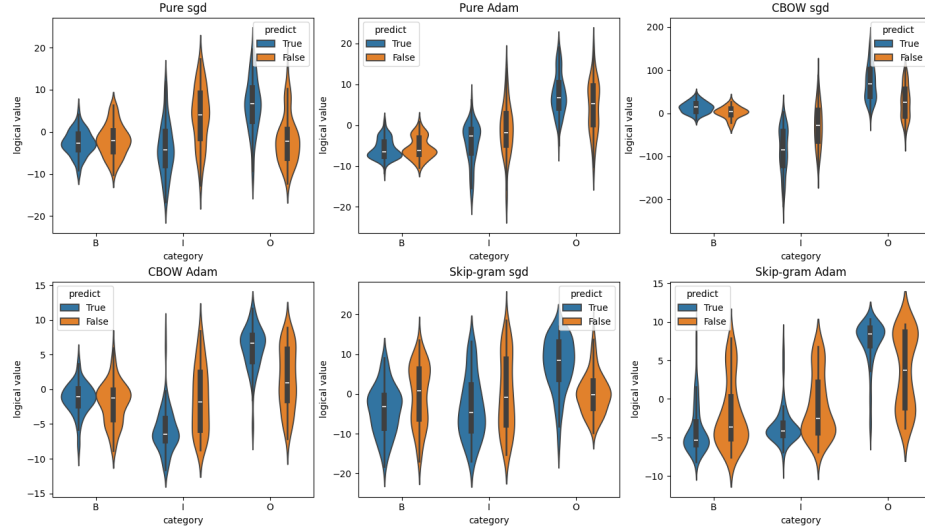 Pure sgd
predict
True
False
20
10
0
−10
−20
logical value
B
I
O
category
Pure Adam
predict
True
False
20
10
0
−10
−20
logical value
B
I
O
category
CBOW sgd
predict
True
False
200
100
0
−100
−200
logical value
B
I
O
category
CBOW Adam
predict
True
False
15
10
5
0
−5
−10
−15
logical value
B
I
O
category
Skip-gram sgd
predict
True
False
20
10
0
−10
−20
logical value
B
I
O
category
Skip-gram Adam
predict
True
False
15
10
5
0
−5
−10
logical value
B
I
O
category